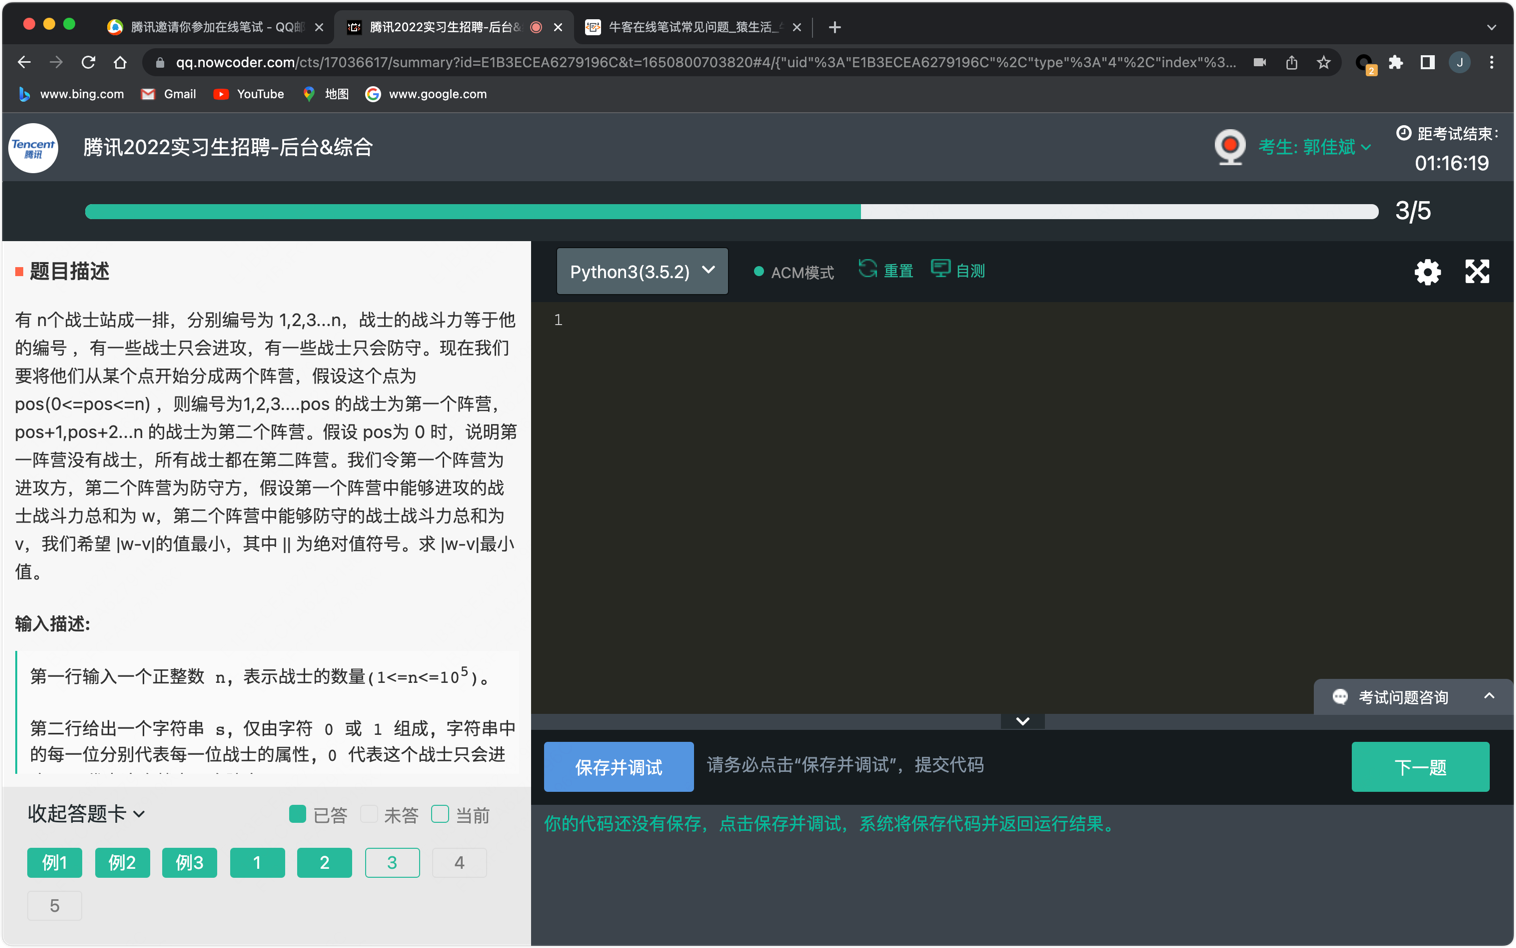 腾讯邀请你参加在线笔试 - QQ邮
腾讯2022实习生招聘-后台&
牛客在线笔试常见问题_猿生活_
qq.nowcoder.com/cts/17036617/summary?id=E1B3ECEA6279196C&t=1650800703820#4/{"uid"%3A"E1B3ECEA6279196C"%2C"type"%3A"4"%2C"index"%3...
2
J
www.bing.com
Gmail
YouTube
地图
www.google.com
Tencent
腾讯
腾讯2022实习生招聘-后台&综合
考生: 郭佳斌
距考试结束:
01:16:19
3/5
题目描述
有 n个战士站成一排，分别编号为 1,2,3...n，战士的战斗力等于他
的编号 ，有一些战士只会进攻，有一些战士只会防守。现在我们
要将他们从某个点开始分成两个阵营，假设这个点为
pos(0<=pos<=n) ，则编号为1,2,3....pos 的战士为第一个阵营，
pos+1,pos+2...n 的战士为第二个阵营。假设 pos为 0 时，说明第
一阵营没有战士，所有战士都在第二阵营。我们令第一个阵营为
进攻方，第二个阵营为防守方，假设第一个阵营中能够进攻的战
士战斗力总和为 w，第二个阵营中能够防守的战士战斗力总和为
v，我们希望 |w-v|的值最小，其中 || 为绝对值符号。求 |w-v|最小
值。
输入描述:
第一行输入一个正整数 n，表示战士的数量(1<=n<=10^5)。
第二行给出一个字符串 s，仅由字符 0 或 1 组成，字符串中
的每一位分别代表每一位战士的属性，0 代表这个战士只会进
收起答题卡
已答
未答
当前
例1
例2
例3
1
2
3
4
5
Python3(3.5.2)
ACM模式
重置
自测
1
考试问题咨询
保存并调试
请务必点击“保存并调试”，提交代码
下一题
你的代码还没有保存，点击保存并调试，系统将保存代码并返回运行结果。